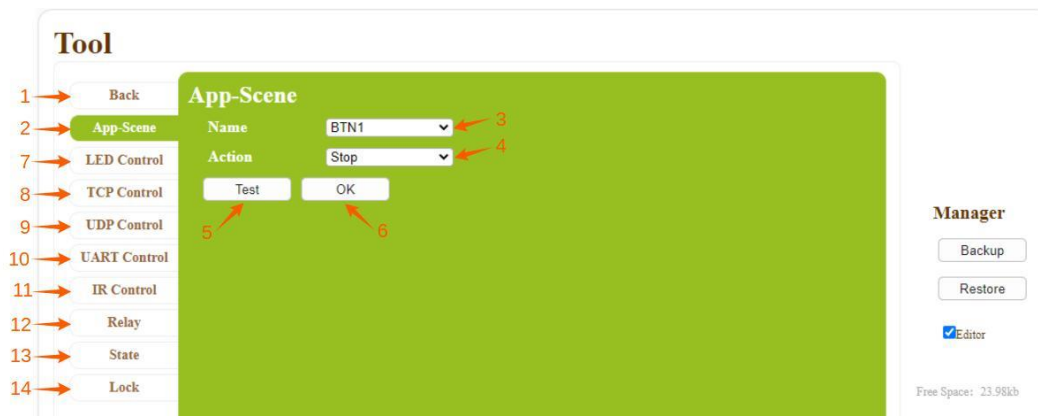 Tool
1 Back
2 App-Scene
7 LED Control
8 TCP Control
9 UDP Control
10 UART Control
11 IR Control
12 Relay
13 State
14 Lock
App-Scene
Name BTN1 3
Action Stop 4
Test OK
5 6
Manager
Backup
Restore
Editor
Free Space: 23.98kb